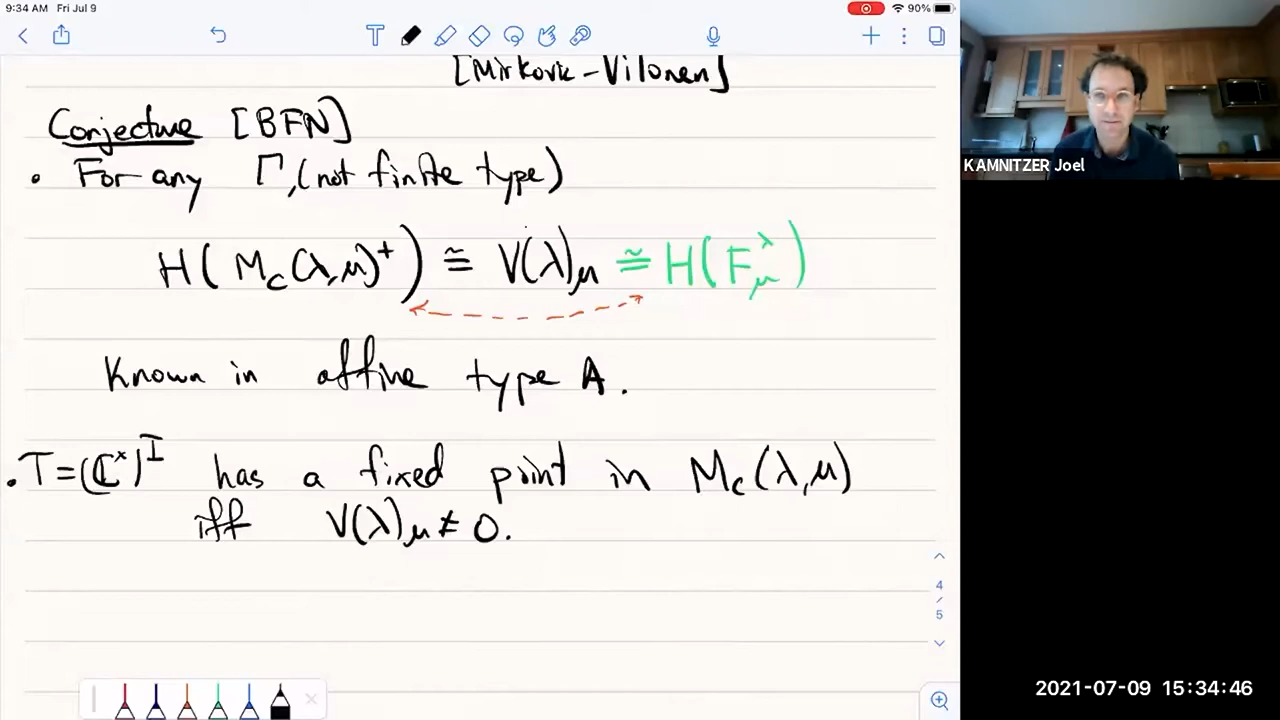 9:34 AM Fri Jul 9
90%
[Mirkovic-Vilonen]
Conjecture [BFN]
• For any Γ, (not finite type)
H(M_C(λ,μ)^+) ≅ V(λ)_μ ≅ H(F_μ^λ)
Known in affine type A.
• T=(ℂ^×)^I has a fixed point in M_C(λ,μ)
iff V(λ)_μ ≠ 0.
4
/
5
KAMNITZER Joel
2021-07-09 15:34:46